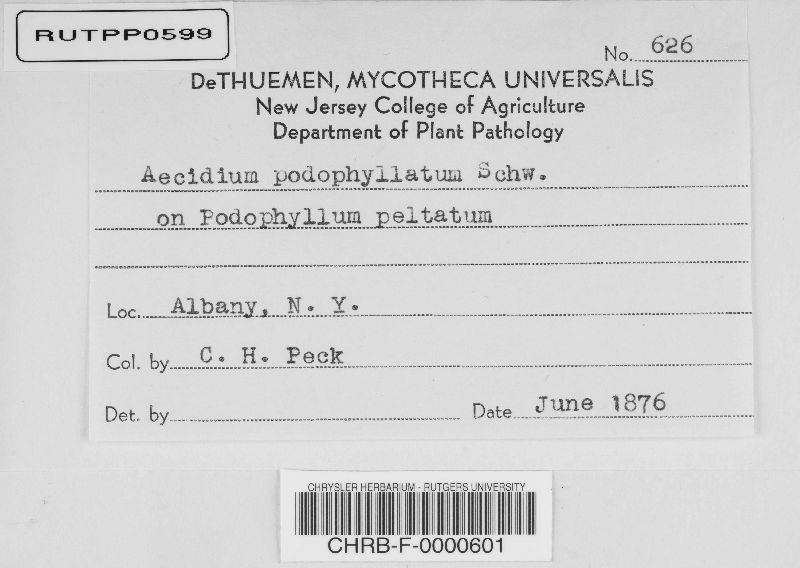 RUTPP0599
No. 626
DeTHUEMEN, MYCOTHECA UNIVERSALIS
New Jersey College of Agriculture
Department of Plant Pathology
Aecidium podophyllatum Schw.
on Podophyllum peltatum
Loc. Albany, N. Y.
Col. by C. H. Peck
Det. by
Date June 1876
CHRYSLER HERBARIUM - RUTGERS UNIVERSITY
CHRB-F-0000601